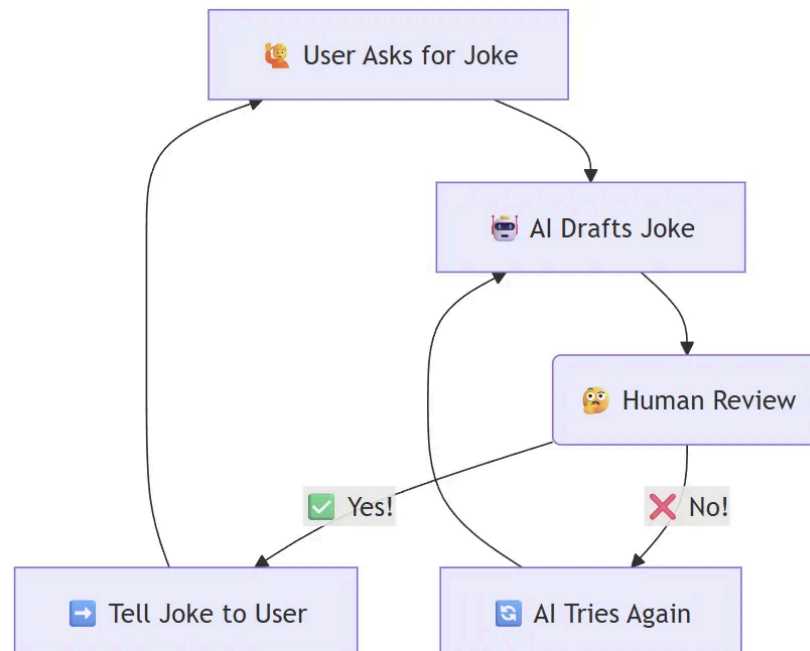 🙋 User Asks for Joke
🤖 AI Drafts Joke
🤔 Human Review
✅ Yes!
❌ No!
➡️ Tell Joke to User
🔄 AI Tries Again